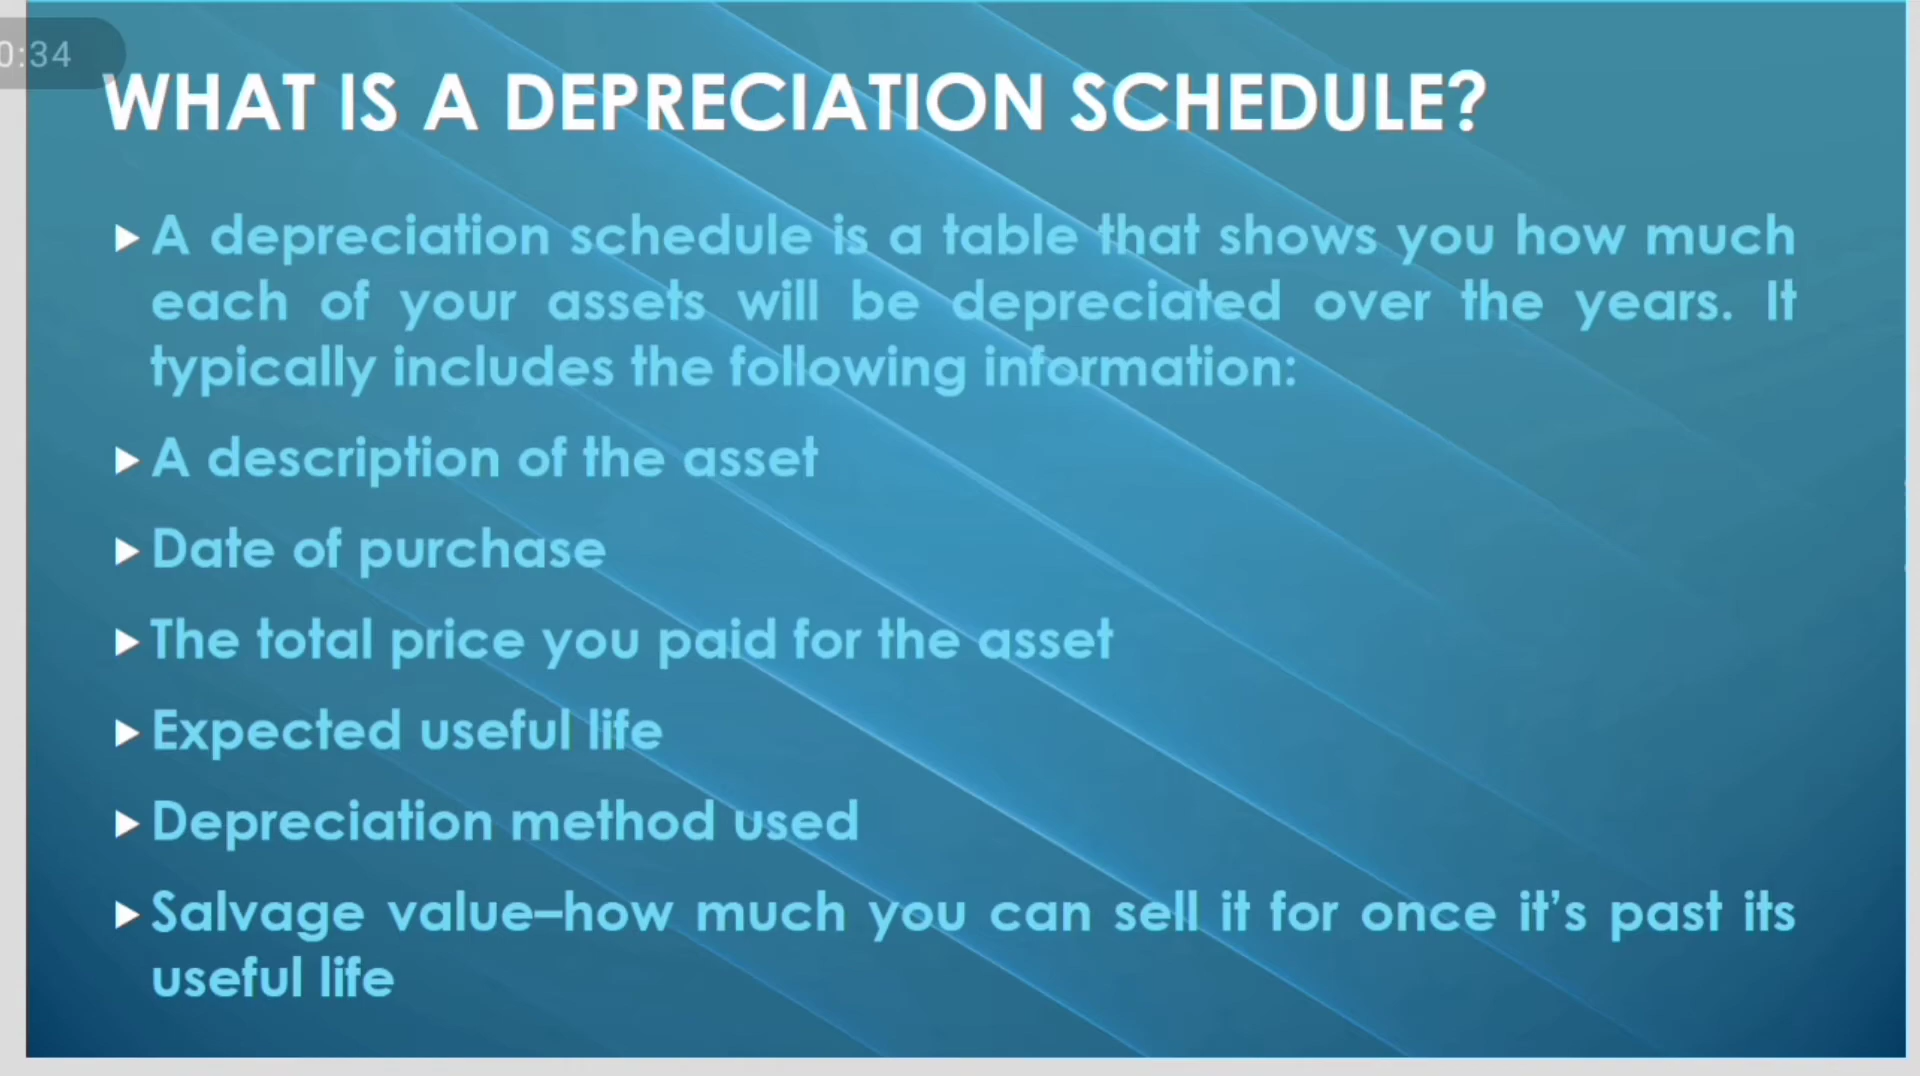 0:34
WHAT IS A DEPRECIATION SCHEDULE?
A depreciation schedule is a table that shows you how much
each of your assets will be depreciated over the years. It
typically includes the following information:
A description of the asset
Date of purchase
The total price you paid for the asset
Expected useful life
Depreciation method used
Salvage value–how much you can sell it for once it’s past its
useful life